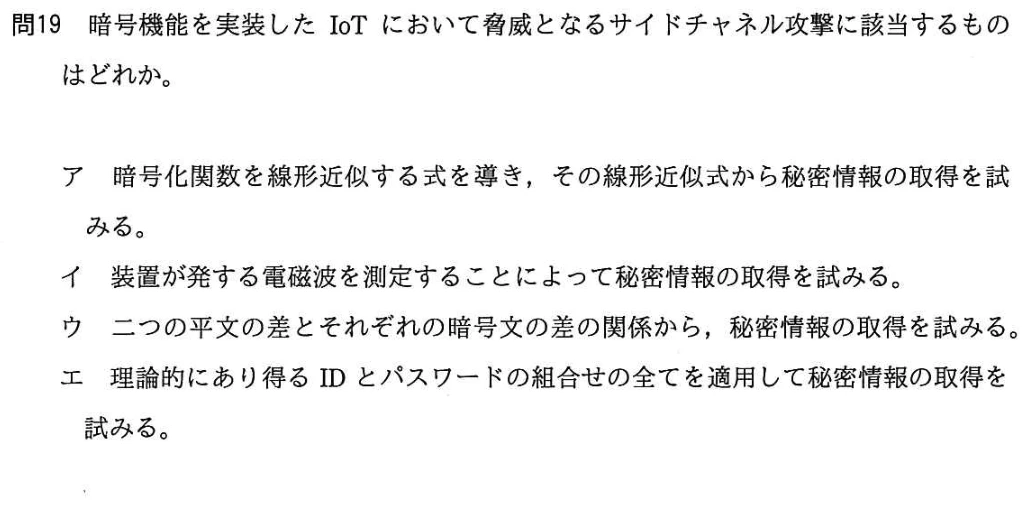 問19 暗号機能を実装した IoT において脅威となるサイドチャネル攻撃に該当するもの
はどれか。
ア 暗号化関数を線形近似する式を導き，その線形近似式から秘密情報の取得を試
みる。
イ 装置が発する電磁波を測定することによって秘密情報の取得を試みる。
ウ 二つの平文の差とそれぞれの暗号文の差の関係から，秘密情報の取得を試みる。
エ 理論的にあり得る ID とパスワードの組合せの全てを適用して秘密情報の取得を
試みる。